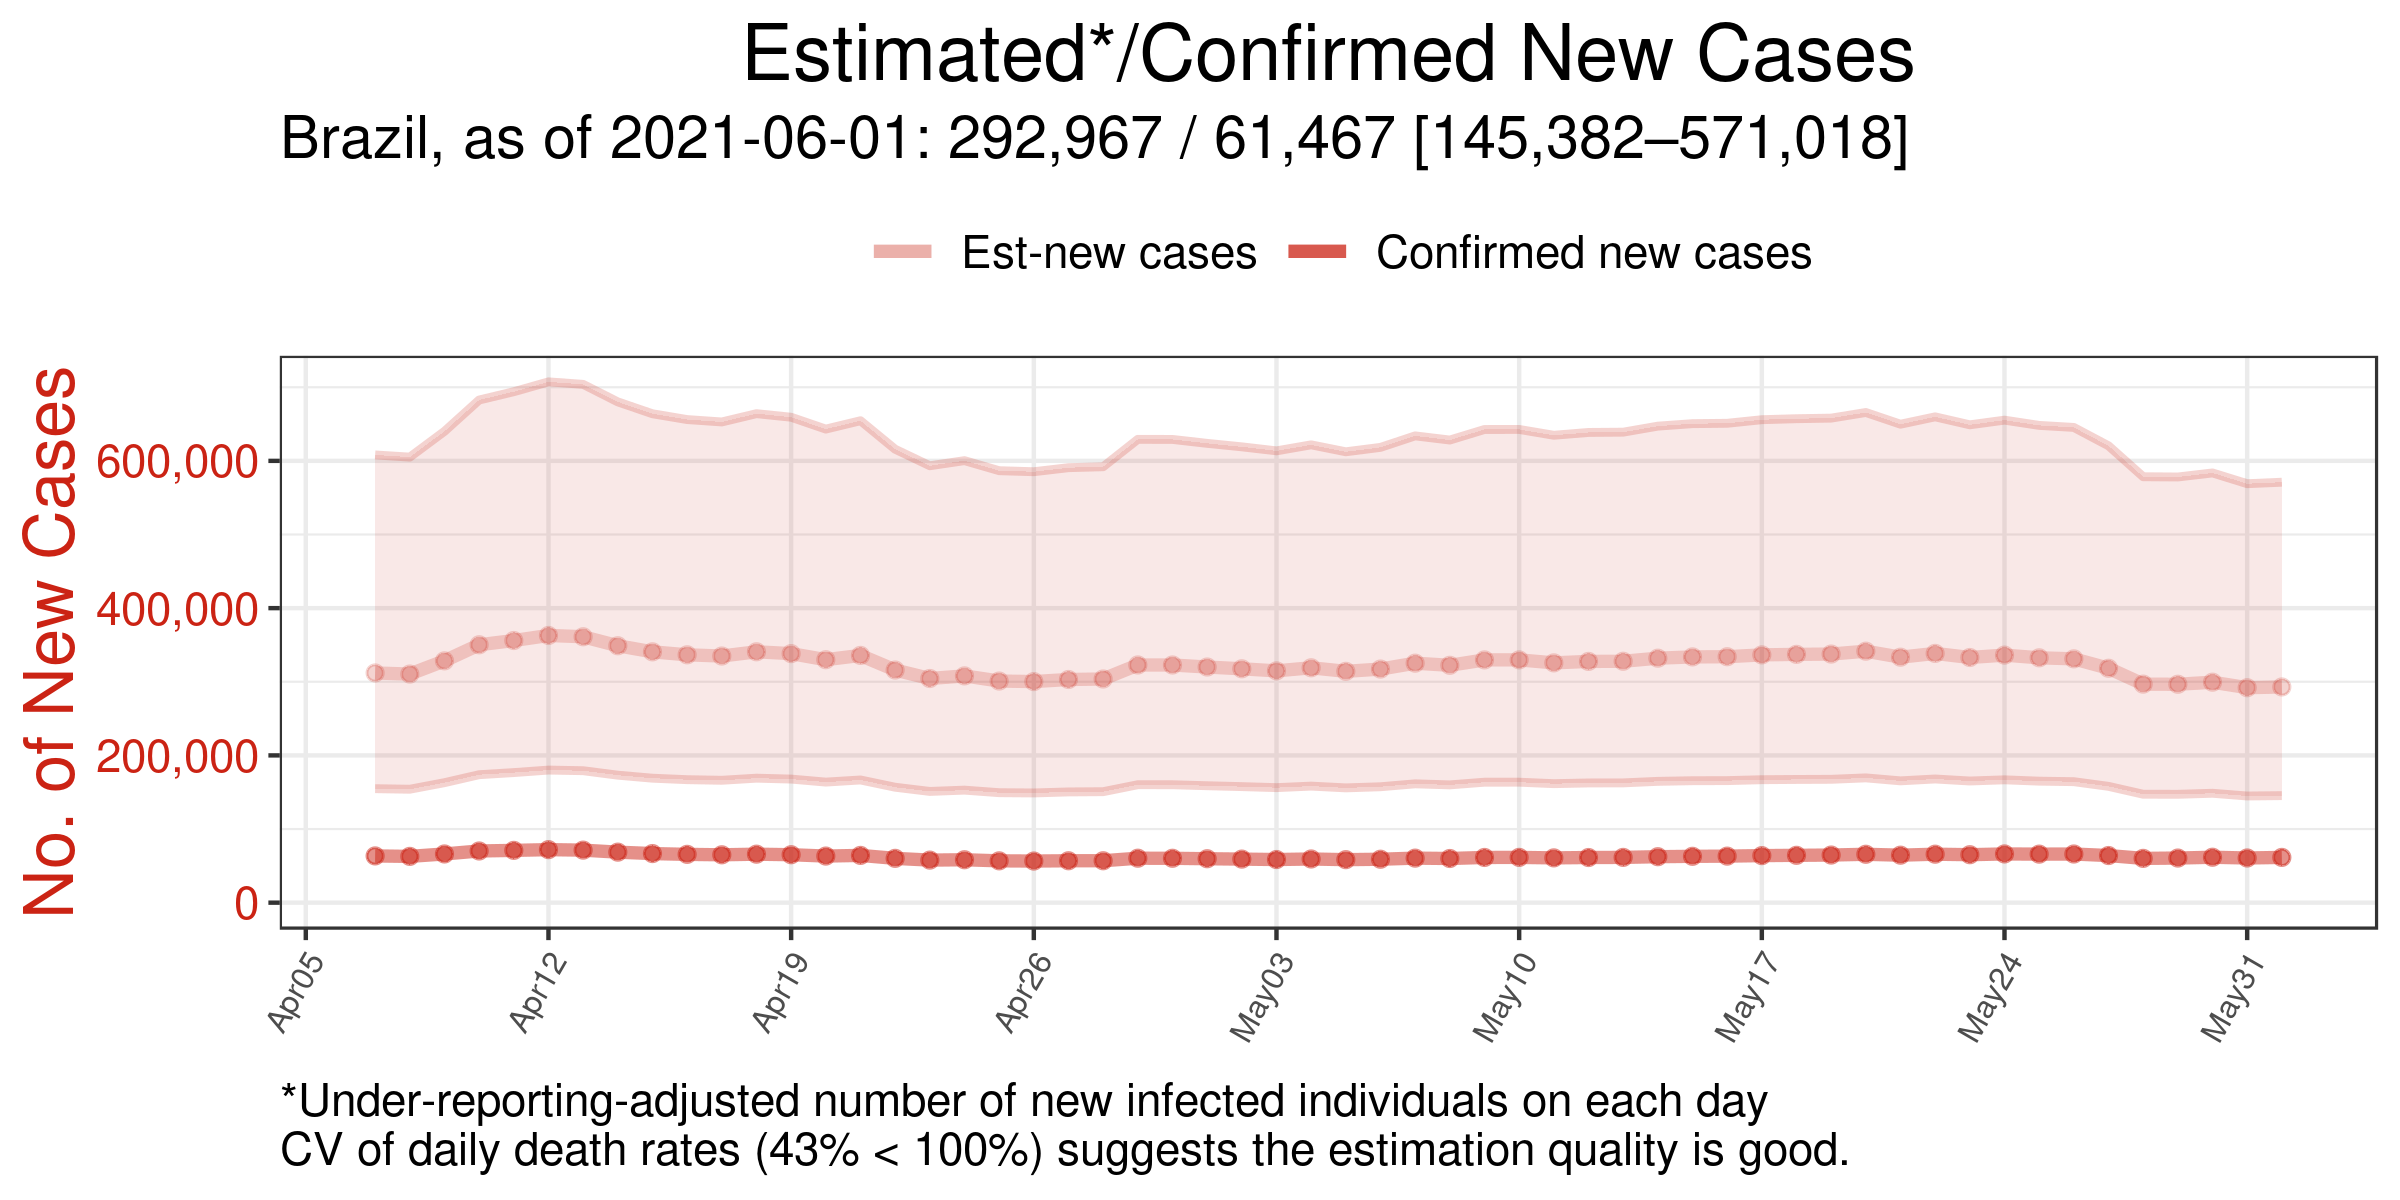 Estimated*/Confirmed New Cases
Brazil, as of 2021-06-01: 292,967 / 61,467 [145,382–571,018]
Est-new cases
Confirmed new cases
No. of New Cases
600,000
400,000
200,000
0
Apr05
Apr12
Apr19
Apr26
May03
May10
May17
May24
May31
*Under-reporting-adjusted number of new infected individuals on each day
CV of daily death rates (43% < 100%) suggests the estimation quality is good.